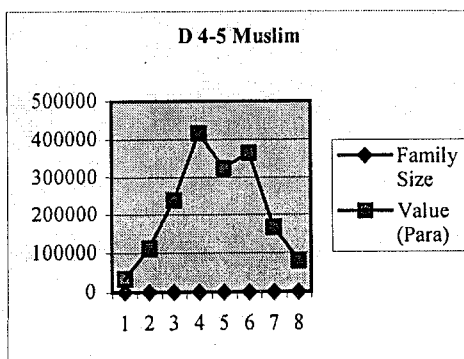 D 4-5 Muslim
500000
400000
300000
200000
100000
0
1 2 3 4 5 6 7 8
Family
Size
Value
(Para)